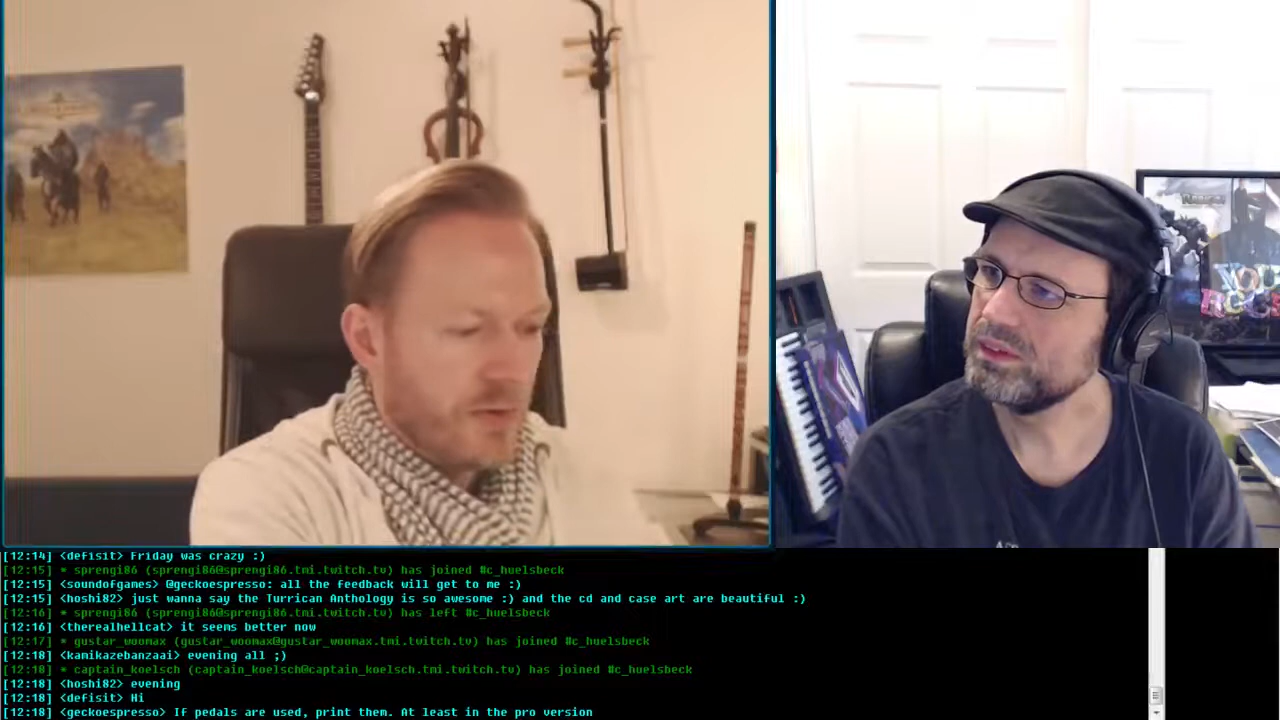 YOU
[12:14] <defisit> Friday was crazy :)
[12:15] * sprengi86 (sprengi86@sprengi86.tmi.twitch.tv) has joined #c_huelsbeck
[12:15] <soundofgames> @geckoespresso: all the feedback will get to me :)
[12:15] <hoshi82> just wanna say the Turrican Anthology is so awesome :) and the cd and case art are beautiful :)
[12:16] * sprengi86 (sprengi86@sprengi86.tmi.twitch.tv) has left #c_huelsbeck
[12:16] <therealhellcat> it seems better now
[12:17] * gustar_woomax (gustar_woomax@gustar_woomax.tmi.twitch.tv) has joined #c_huelsbeck
[12:18] <kamikazebanzaai> evening all ;)
[12:18] * captain_koelsch (captain_koelsch@captain_koelsch.tmi.twitch.tv) has joined #c_huelsbeck
[12:18] <hoshi82> evening
[12:18] <defisit> Hi
[12:18] <geckoespresso> If pedals are used, print them. At least in the pro version